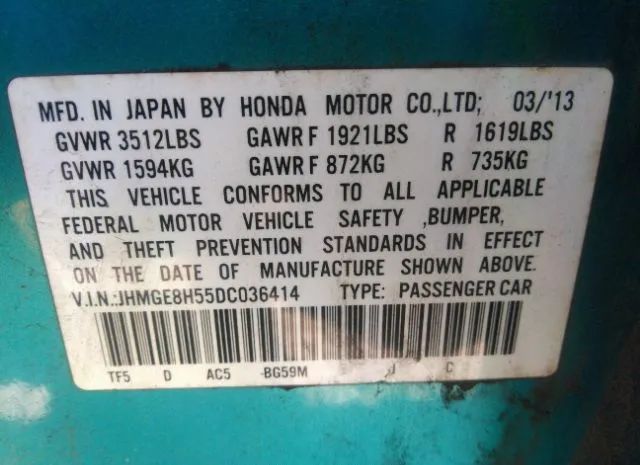 MFD. IN JAPAN BY HONDA MOTOR CO.,LTD; 03/'13
GVWR 3512LBS GAWR F 1921LBS R 1619LBS
GVWR 1594KG GAWR F 872KG R 735KG
THIS VEHICLE CONFORMS TO ALL APPLICABLE
FEDERAL MOTOR VEHICLE SAFETY ,BUMPER,
AND THEFT PREVENTION STANDARDS IN EFFECT
ON THE DATE OF MANUFACTURE SHOWN ABOVE.
V.I.N.:JHMGE8H55DC036414 TYPE: PASSENGER CAR
TF5 D AC5 -BG59M J C